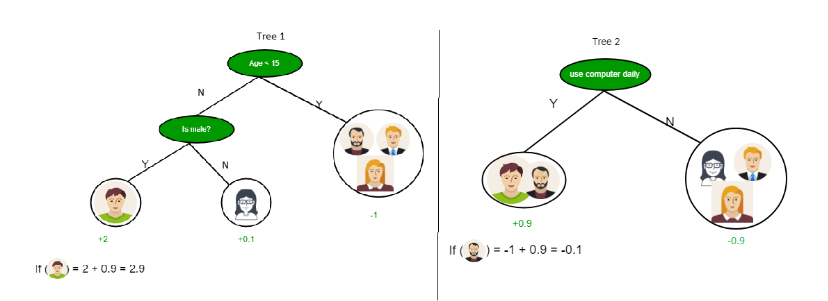 Tree 1
Age < 15
N
Y
Is male?
Y
N
+2
+0.1
-1
If ( ) = 2 + 0.9 = 2.9
Tree 2
use computer daily
Y
N
+0.9
-0.9
If ( ) = -1 + 0.9 = -0.1